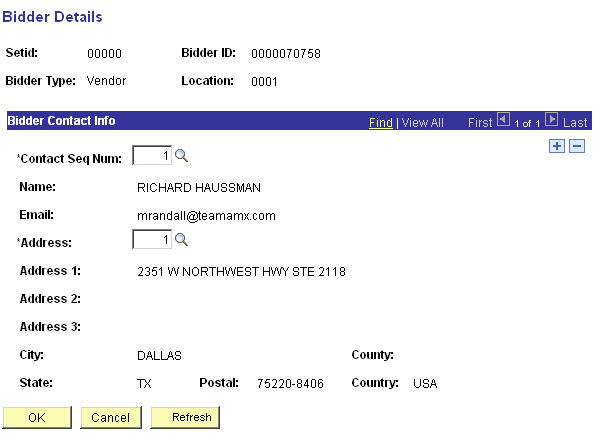 Bidder Details
Setid: 00000 Bidder ID: 0000070758
Bidder Type: Vendor Location: 0001
Bidder Contact Info Find | View All First 1 of 1 Last
*Contact Seq Num: 1
Name: RICHARD HAUSSMAN
Email: mrandall@teamamx.com
*Address: 1
Address 1: 2351 W NORTHWEST HWY STE 2118
Address 2:
Address 3:
City: DALLAS County:
State: TX Postal: 75220-8406 Country: USA
OK Cancel Refresh